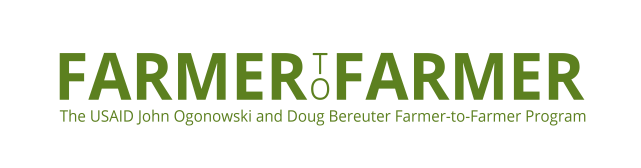 FARMER TO FARMER
The USAID John Ogonowski and Doug Bereuter Farmer-to-Farmer Program